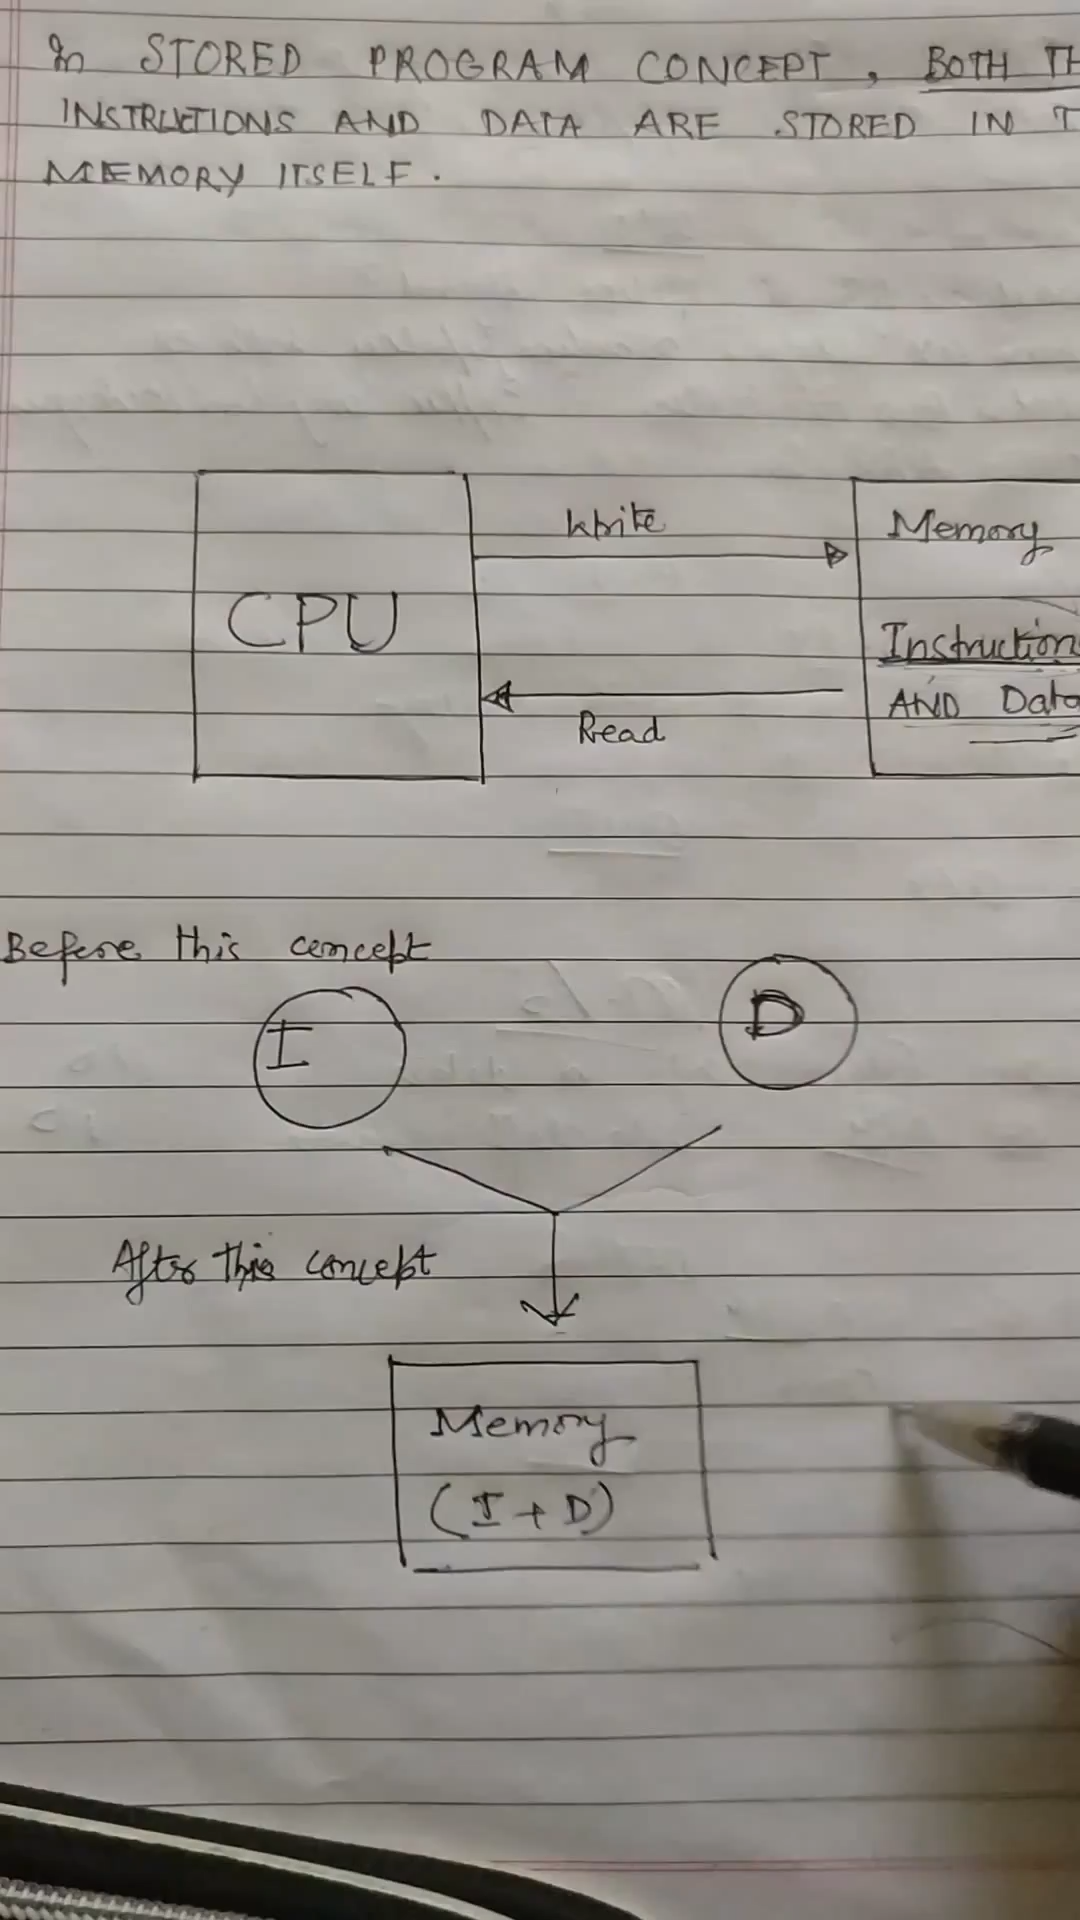 In STORED PROGRAM CONCEPT, BOTH TH
INSTRUCTIONS AND DATA ARE STORED IN T
MEMORY ITSELF.
CPU
Write
Read
Memory
Instruction
AND Data
Before this concept
I
D
After this concept
Memory
(I + D)